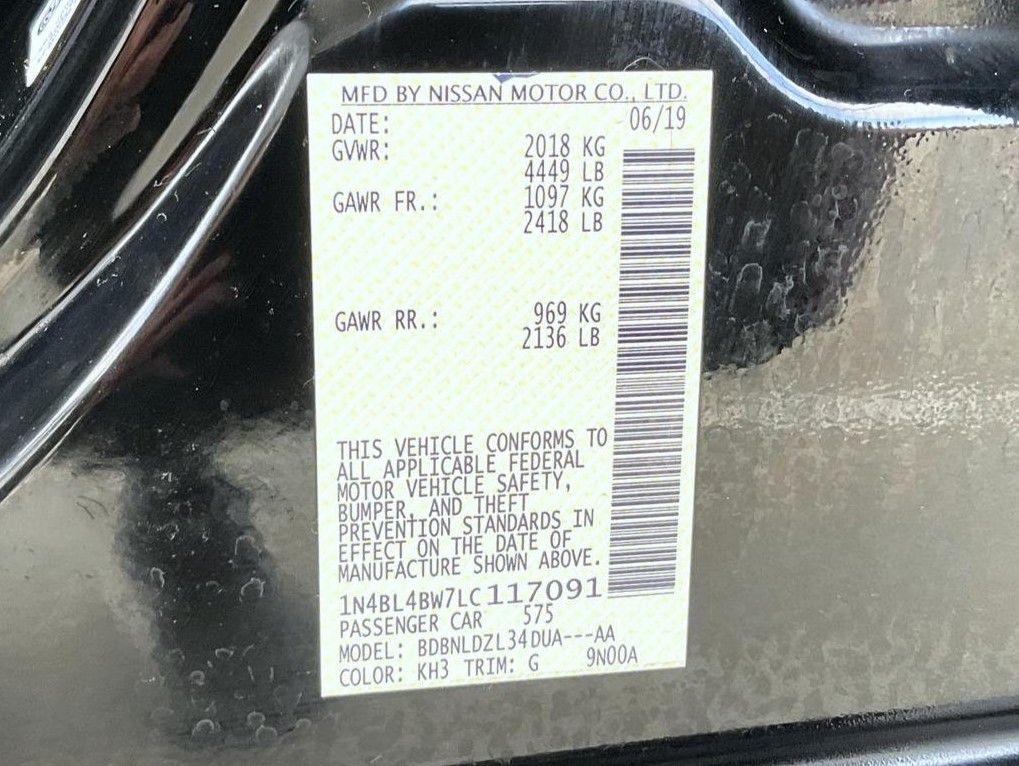 MFD BY NISSAN MOTOR CO., LTD.
DATE: 06/19
GVWR: 2018 KG
4449 LB
GAWR FR.: 1097 KG
2418 LB
GAWR RR.: 969 KG
2136 LB
THIS VEHICLE CONFORMS TO
ALL APPLICABLE FEDERAL
MOTOR VEHICLE SAFETY,
BUMPER, AND THEFT
PREVENTION STANDARDS IN
EFFECT ON THE DATE OF
MANUFACTURE SHOWN ABOVE.
1N4BL4BW7LC117091
PASSENGER CAR 575
MODEL: BDBNLDZL34DUA---AA
COLOR: KH3 TRIM: G 9N00A